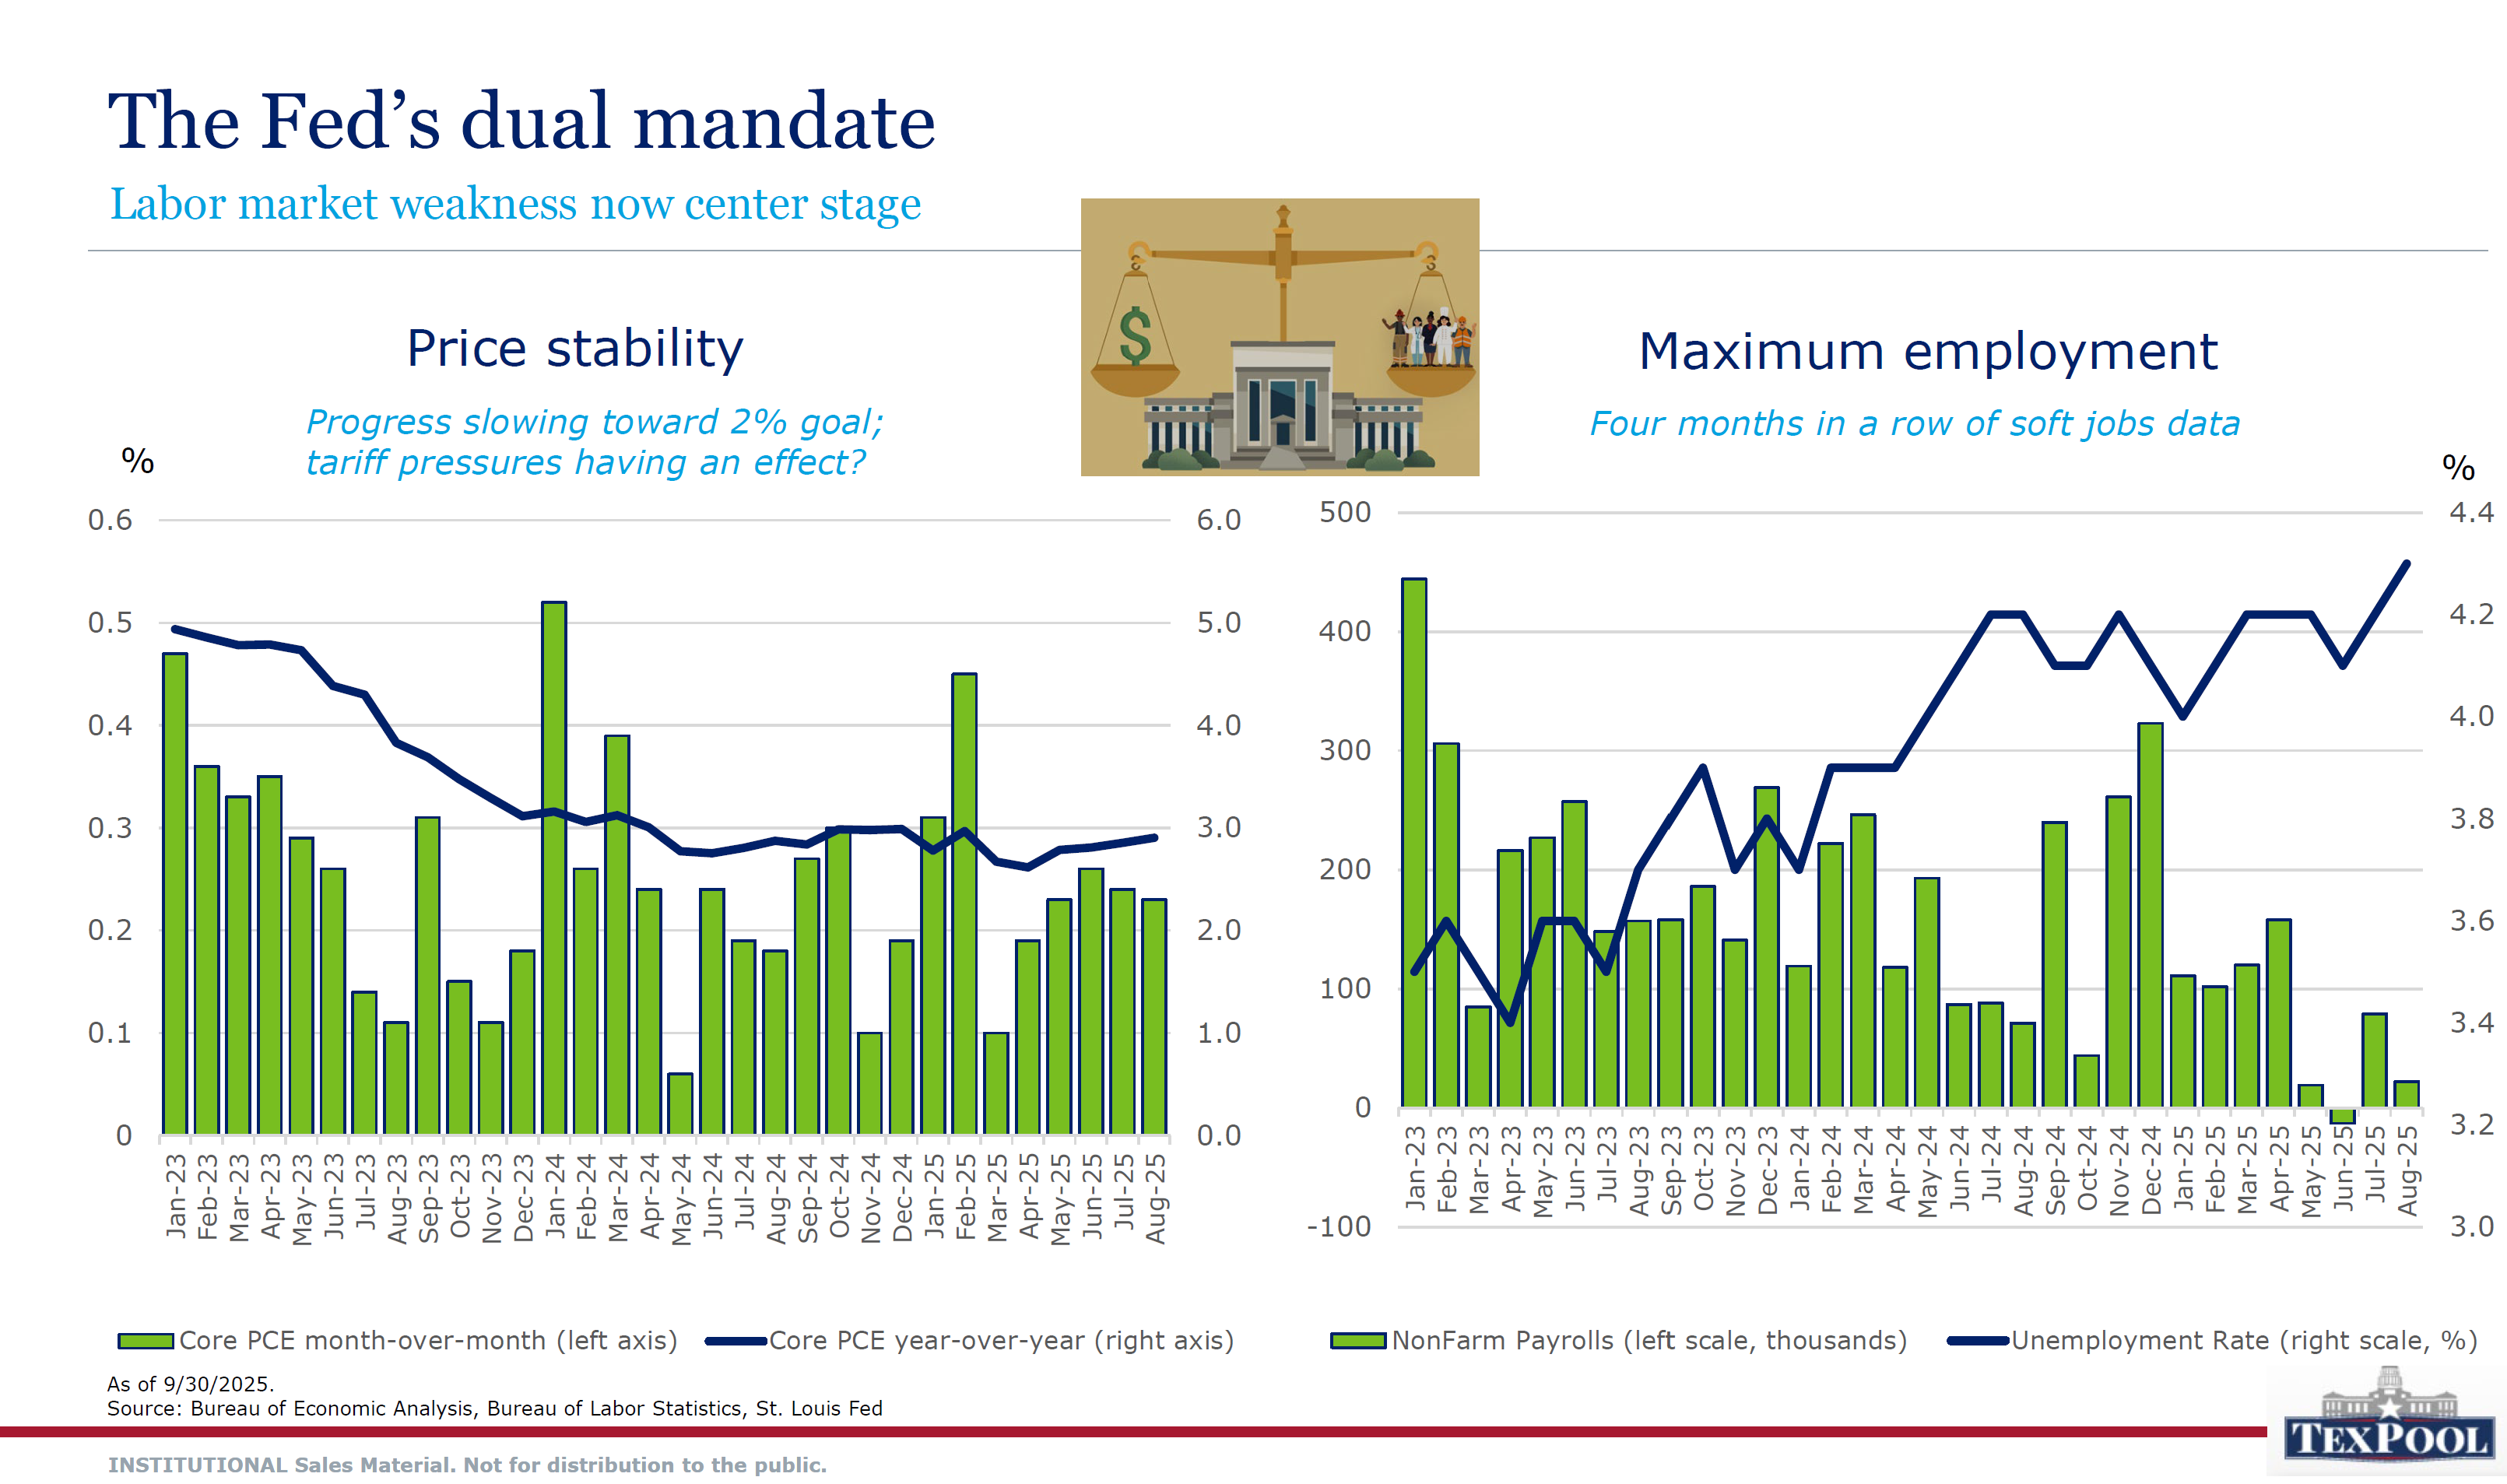 The Fed’s dual mandate
Labor market weakness now center stage
Price stability
Progress slowing toward 2% goal;
tariff pressures having an effect?
%
0.6
0.5
0.4
0.3
0.2
0.1
0
6.0
5.0
4.0
3.0
2.0
1.0
0.0
Jan-23
Feb-23
Mar-23
Apr-23
May-23
Jun-23
Jul-23
Aug-23
Sep-23
Oct-23
Nov-23
Dec-23
Jan-24
Feb-24
Mar-24
Apr-24
May-24
Jun-24
Jul-24
Aug-24
Sep-24
Oct-24
Nov-24
Dec-24
Jan-25
Feb-25
Mar-25
Apr-25
May-25
Jun-25
Jul-25
Aug-25
Core PCE month-over-month (left axis)
Core PCE year-over-year (right axis)
$
Maximum employment
Four months in a row of soft jobs data
%
500
400
300
200
100
0
-100
4.4
4.2
4.0
3.8
3.6
3.4
3.2
3.0
Jan-23
Feb-23
Mar-23
Apr-23
May-23
Jun-23
Jul-23
Aug-23
Sep-23
Oct-23
Nov-23
Dec-23
Jan-24
Feb-24
Mar-24
Apr-24
May-24
Jun-24
Jul-24
Aug-24
Sep-24
Oct-24
Nov-24
Dec-24
Jan-25
Feb-25
Mar-25
Apr-25
May-25
Jun-25
Jul-25
Aug-25
NonFarm Payrolls (left scale, thousands)
Unemployment Rate (right scale, %)
As of 9/30/2025.
Source: Bureau of Economic Analysis, Bureau of Labor Statistics, St. Louis Fed
INSTITUTIONAL Sales Material. Not for distribution to the public.
TEXPOOL